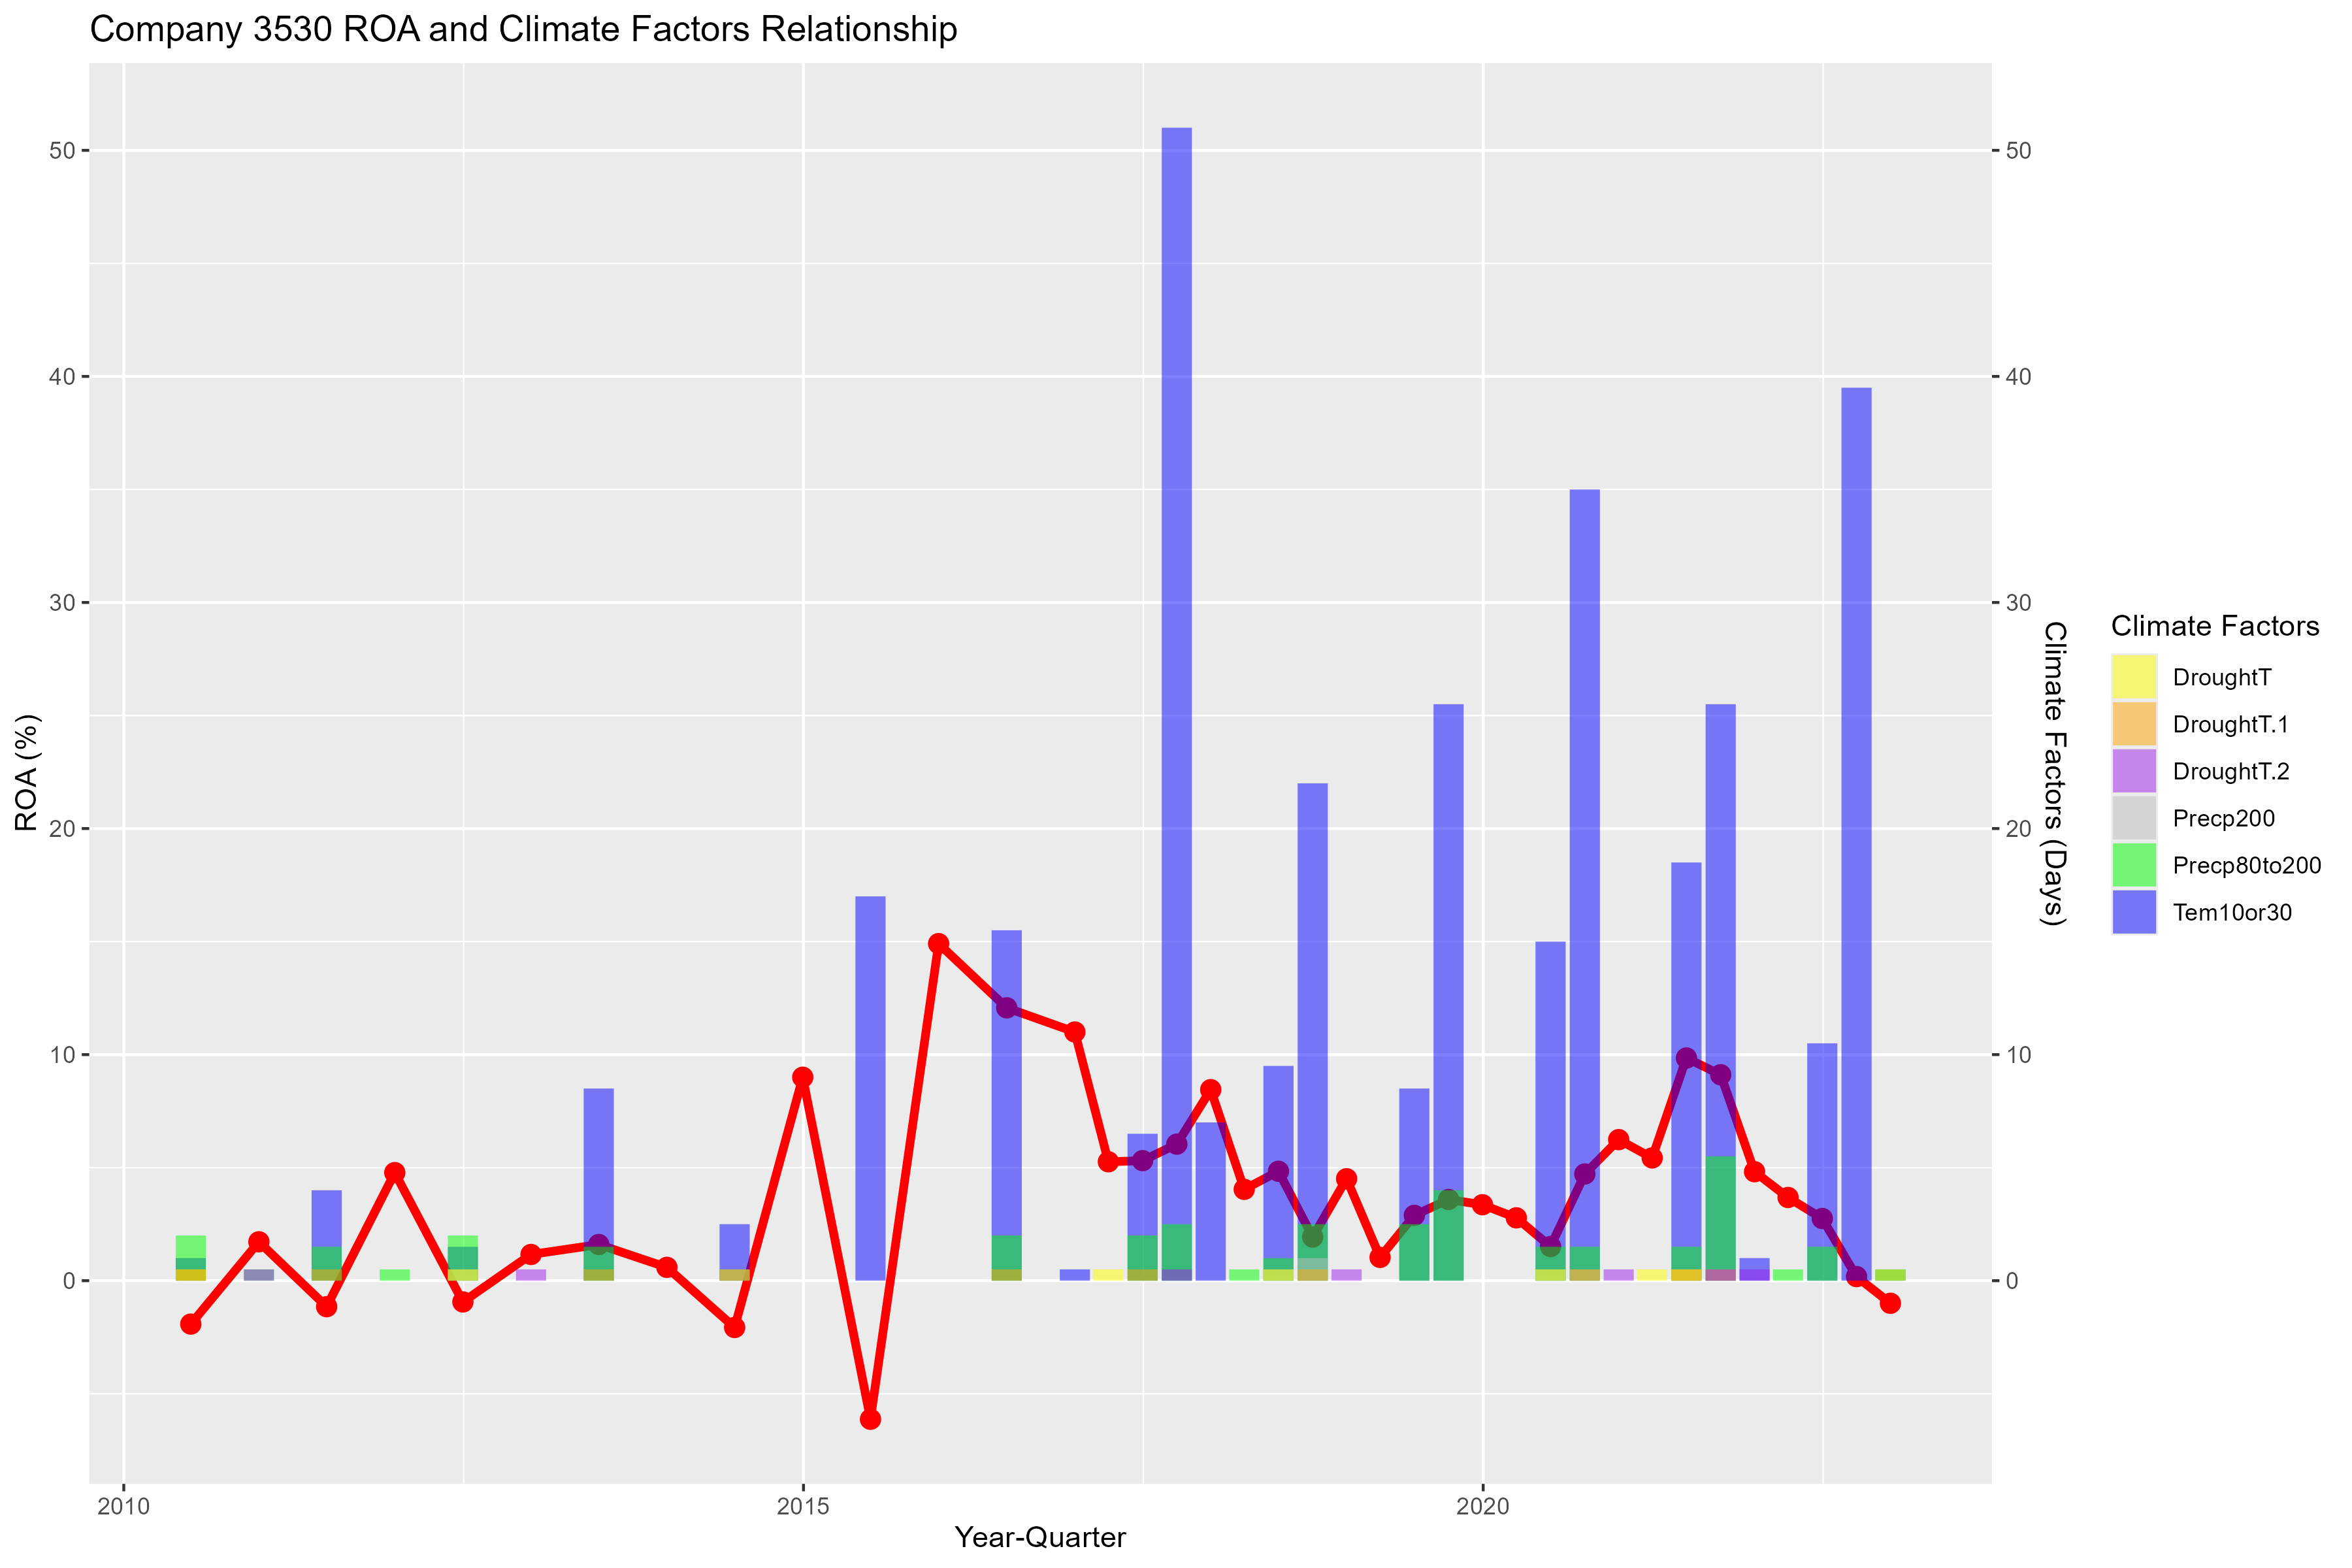 Company 3530 ROA and Climate Factors Relationship
50
40
30
20
10
0
ROA (%)
50
40
30
20
10
0
Climate Factors (Days)
2010
2015
2020
Year-Quarter
Climate Factors
DroughtT
DroughtT.1
DroughtT.2
Precp200
Precp80to200
Tem10or30